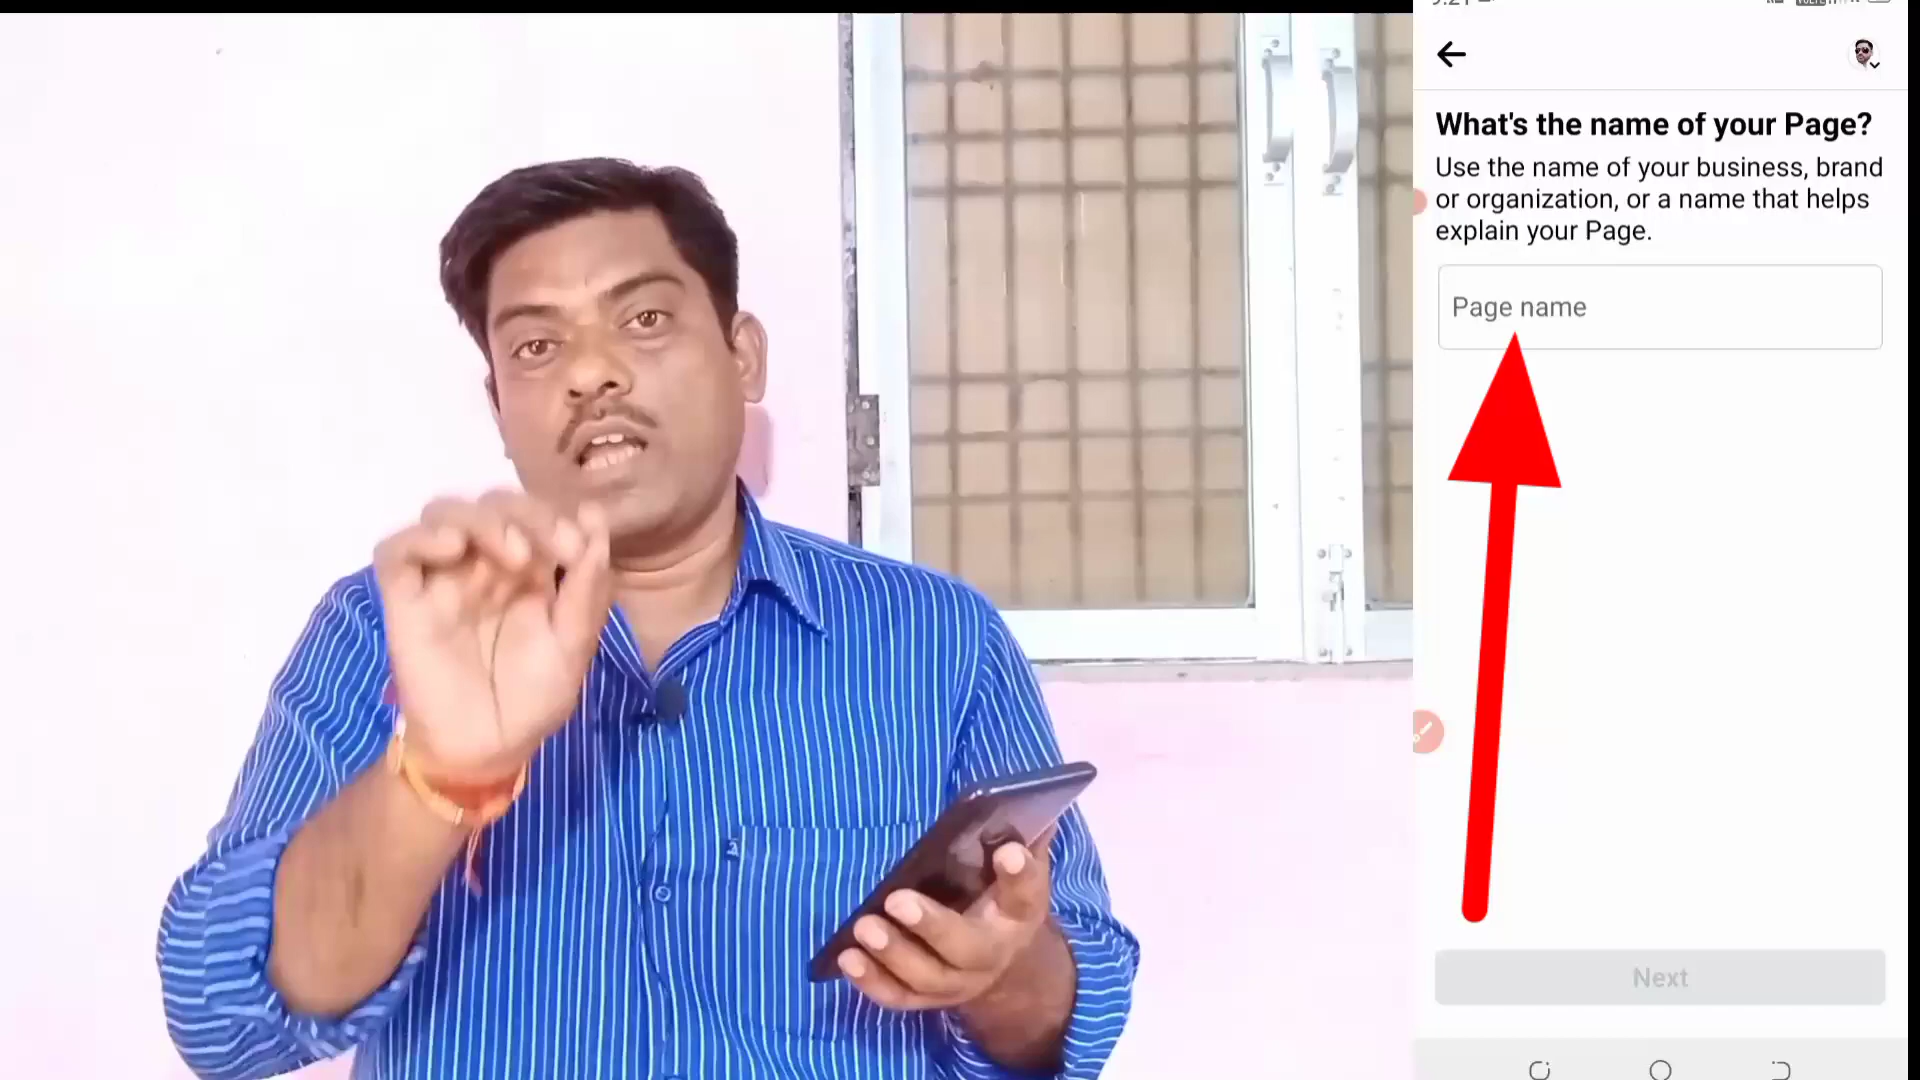 What's the name of your Page?
Use the name of your business, brand
or organization, or a name that helps
explain your Page.
Page name
Next